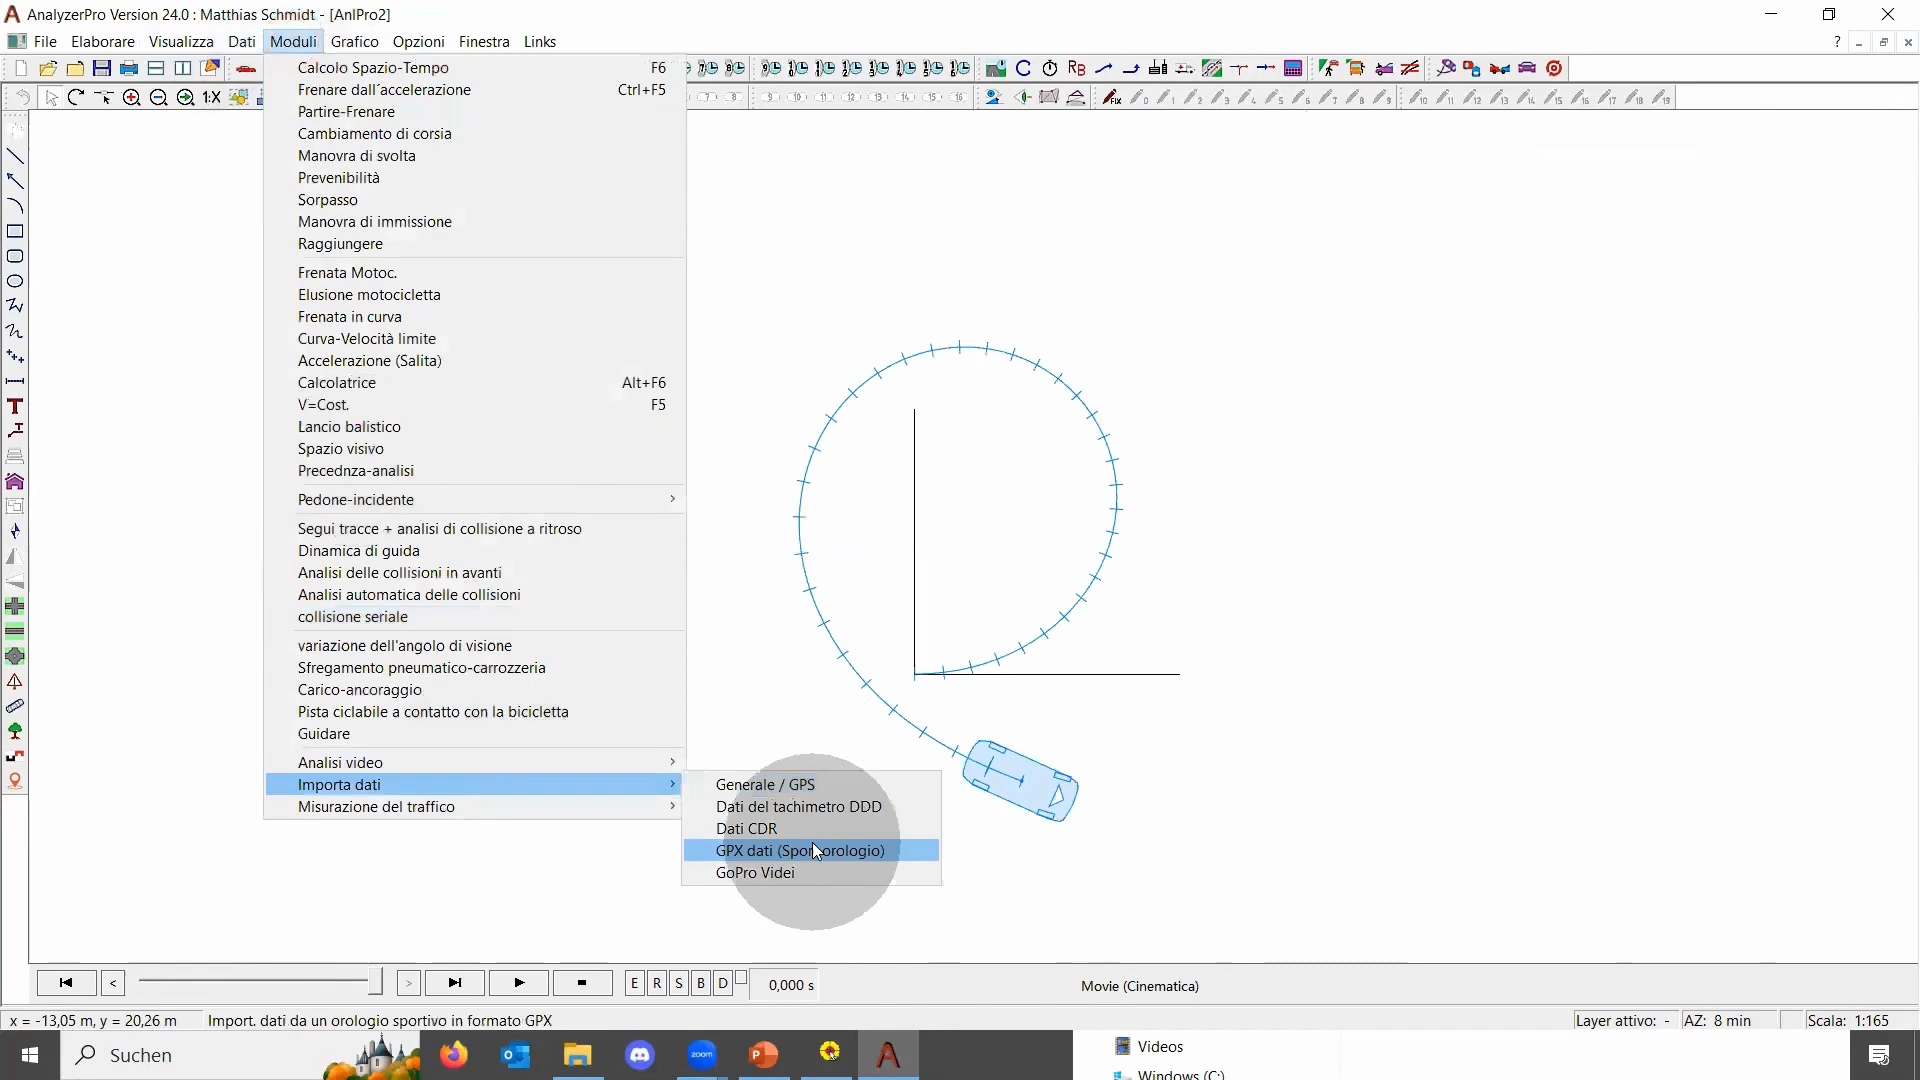 AnalyzerPro Version 24.0 : Matthias Schmidt - [AnlPro2]
File Elaborare Visualizza Dati Moduli Grafico Opzioni Finestra Links
Calcolo Spazio-Tempo F6
Frenare dall´accelerazione Ctrl+F5
Partire-Frenare
Cambiamento di corsia
Manovra di svolta
Prevenibilità
Sorpasso
Manovra di immissione
Raggiungere
Frenata Motoc.
Elusione motocicletta
Frenata in curva
Curva-Velocità limite
Accelerazione (Salita)
Calcolatrice Alt+F6
V=Cost. F5
Lancio balistico
Spazio visivo
Precednza-analisi
Pedone-incidente
Segui tracce + analisi di collisione a ritroso
Dinamica di guida
Analisi delle collisioni in avanti
Analisi automatica delle collisioni
collisione seriale
variazione dell'angolo di visione
Sfregamento pneumatico-carrozzeria
Carico-ancoraggio
Pista ciclabile a contatto con la bicicletta
Guidare
Analisi video
Importa dati
Misurazione del traffico
Generale / GPS
Dati del tachimetro DDD
Dati CDR
GPX dati
GoPro Videi
E R S B D 0,000 s Movie (Cinematica)
x = -13,05 m, y = 20,26 m Import. dati da un orologio sportivo in formato GPX Layer attivo: - AZ: 8 min Scala: 1:165
Suchen
zoom
Videos
Windows (C:)